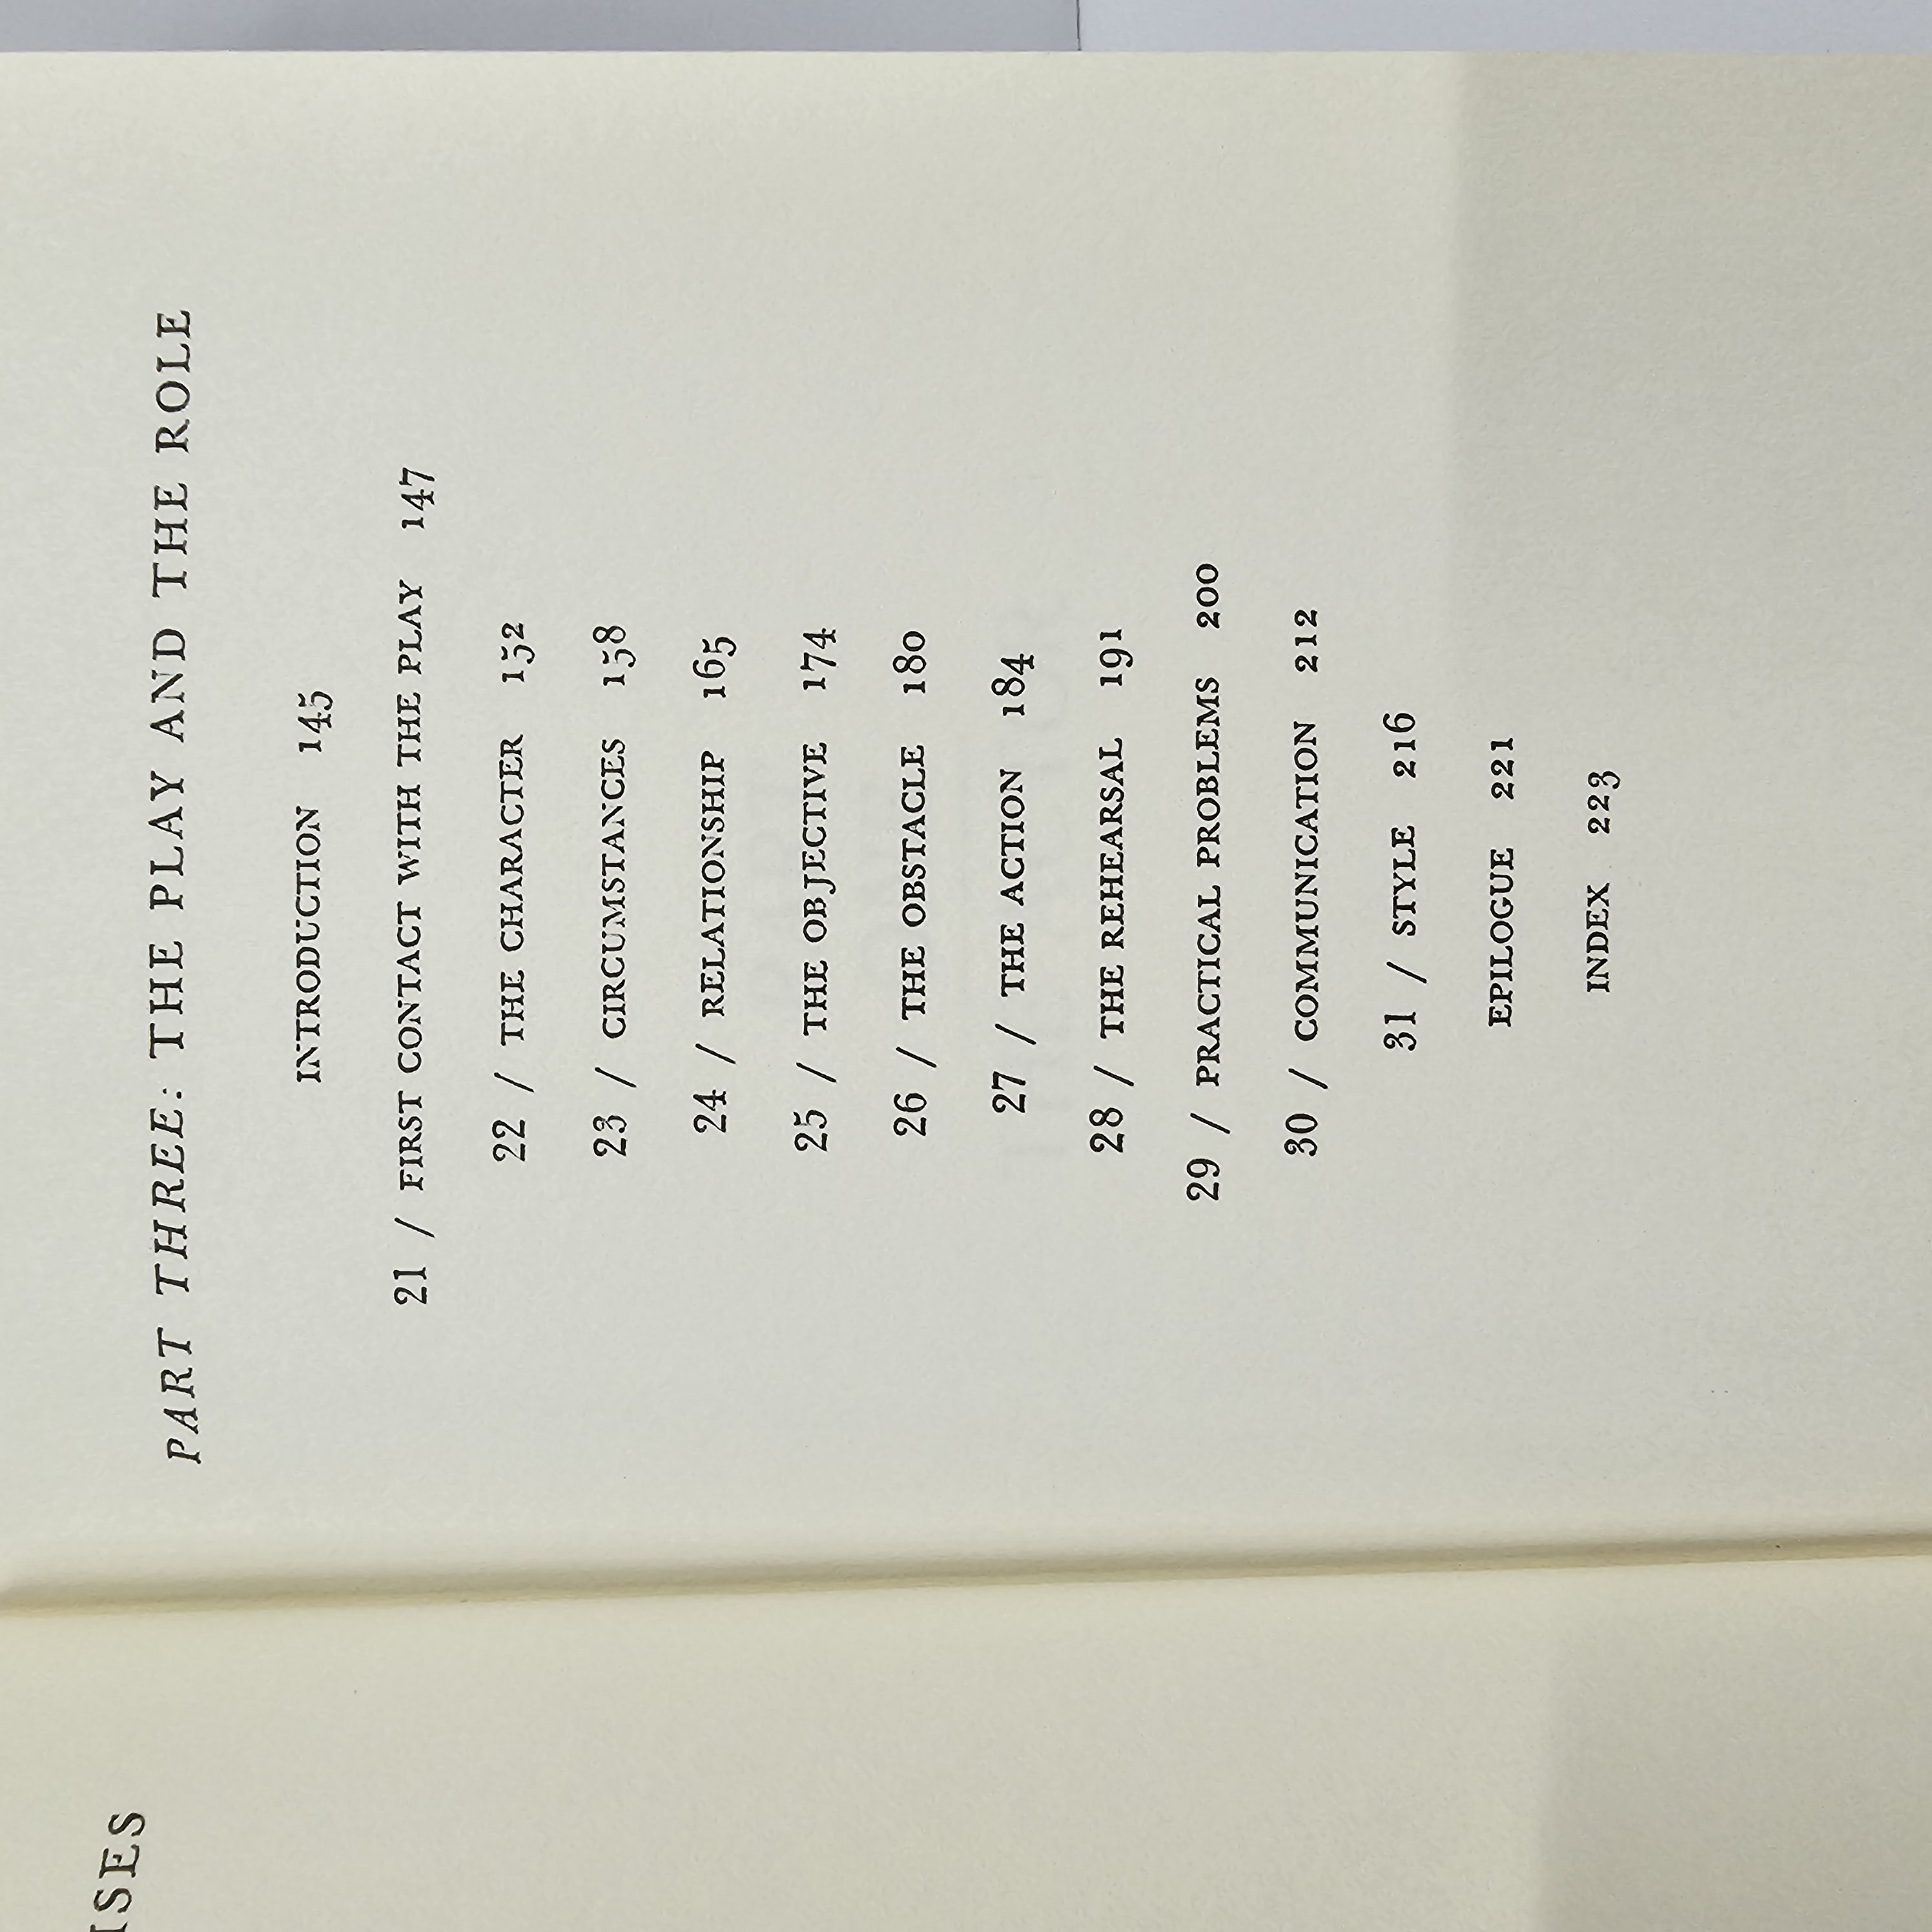 ISES
PART THREE: THE PLAY AND THE ROLE
INTRODUCTION 145
21 / FIRST CONTACT WITH THE PLAY 147
22 / THE CHARACTER 152
23 / CIRCUMSTANCES 158
24 / RELATIONSHIP 165
25 / THE OBJECTIVE 174
26 / THE OBSTACLE 180
27 / THE ACTION 184
28 / THE REHEARSAL 191
29 / PRACTICAL PROBLEMS 200
30 / COMMUNICATION 212
31 / STYLE 216
EPILOGUE 221
INDEX 223